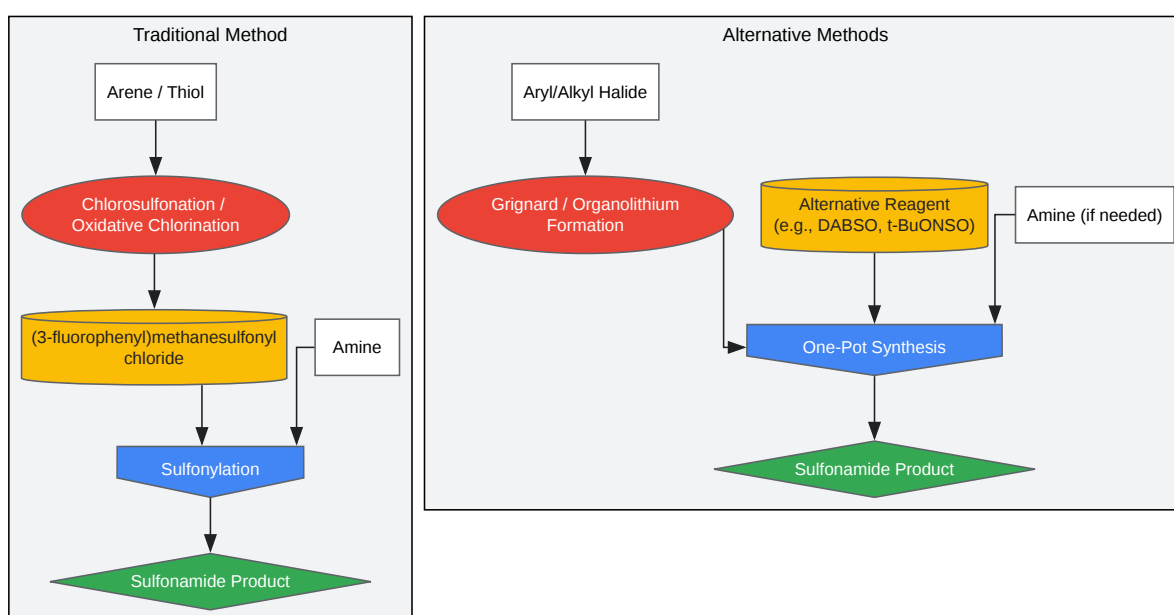 Traditional Method
Arene / Thiol
Chlorosulfonation /
Oxidative Chlorination
(3-fluorophenyl)methanesulfonyl
chloride
Amine
Sulfonylation
Sulfonamide Product
Alternative Methods
Aryl/Alkyl Halide
Grignard / Organolithium
Formation
Alternative Reagent
(e.g., DABSO, t-BuONSO)
Amine (if needed)
One-Pot Synthesis
Sulfonamide Product